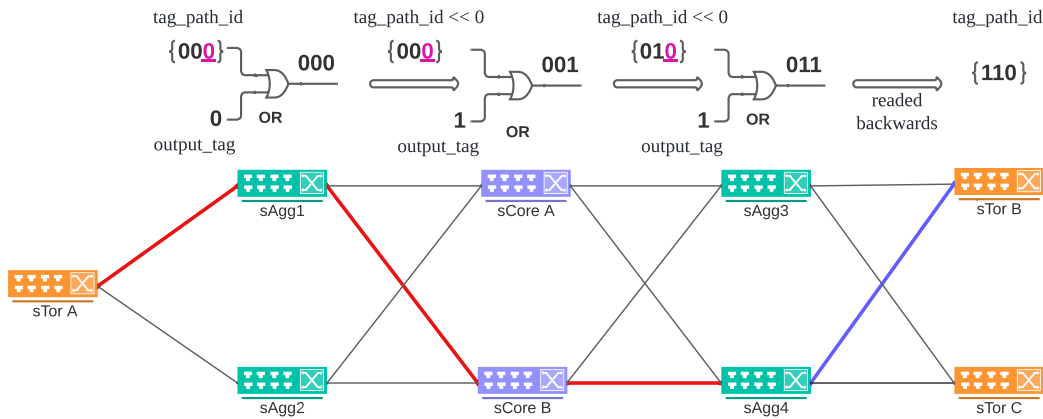 tag_path_id
tag_path_id << 0
tag_path_id << 0
tag_path_id
{000}
000
{000}
001
{010}
011
{110}
readed
backwards
0
OR
1
OR
1
OR
output_tag
output_tag
output_tag
sAgg1
sCore A
sAgg3
sTor B
sTor A
sAgg2
sCore B
sAgg4
sTor C